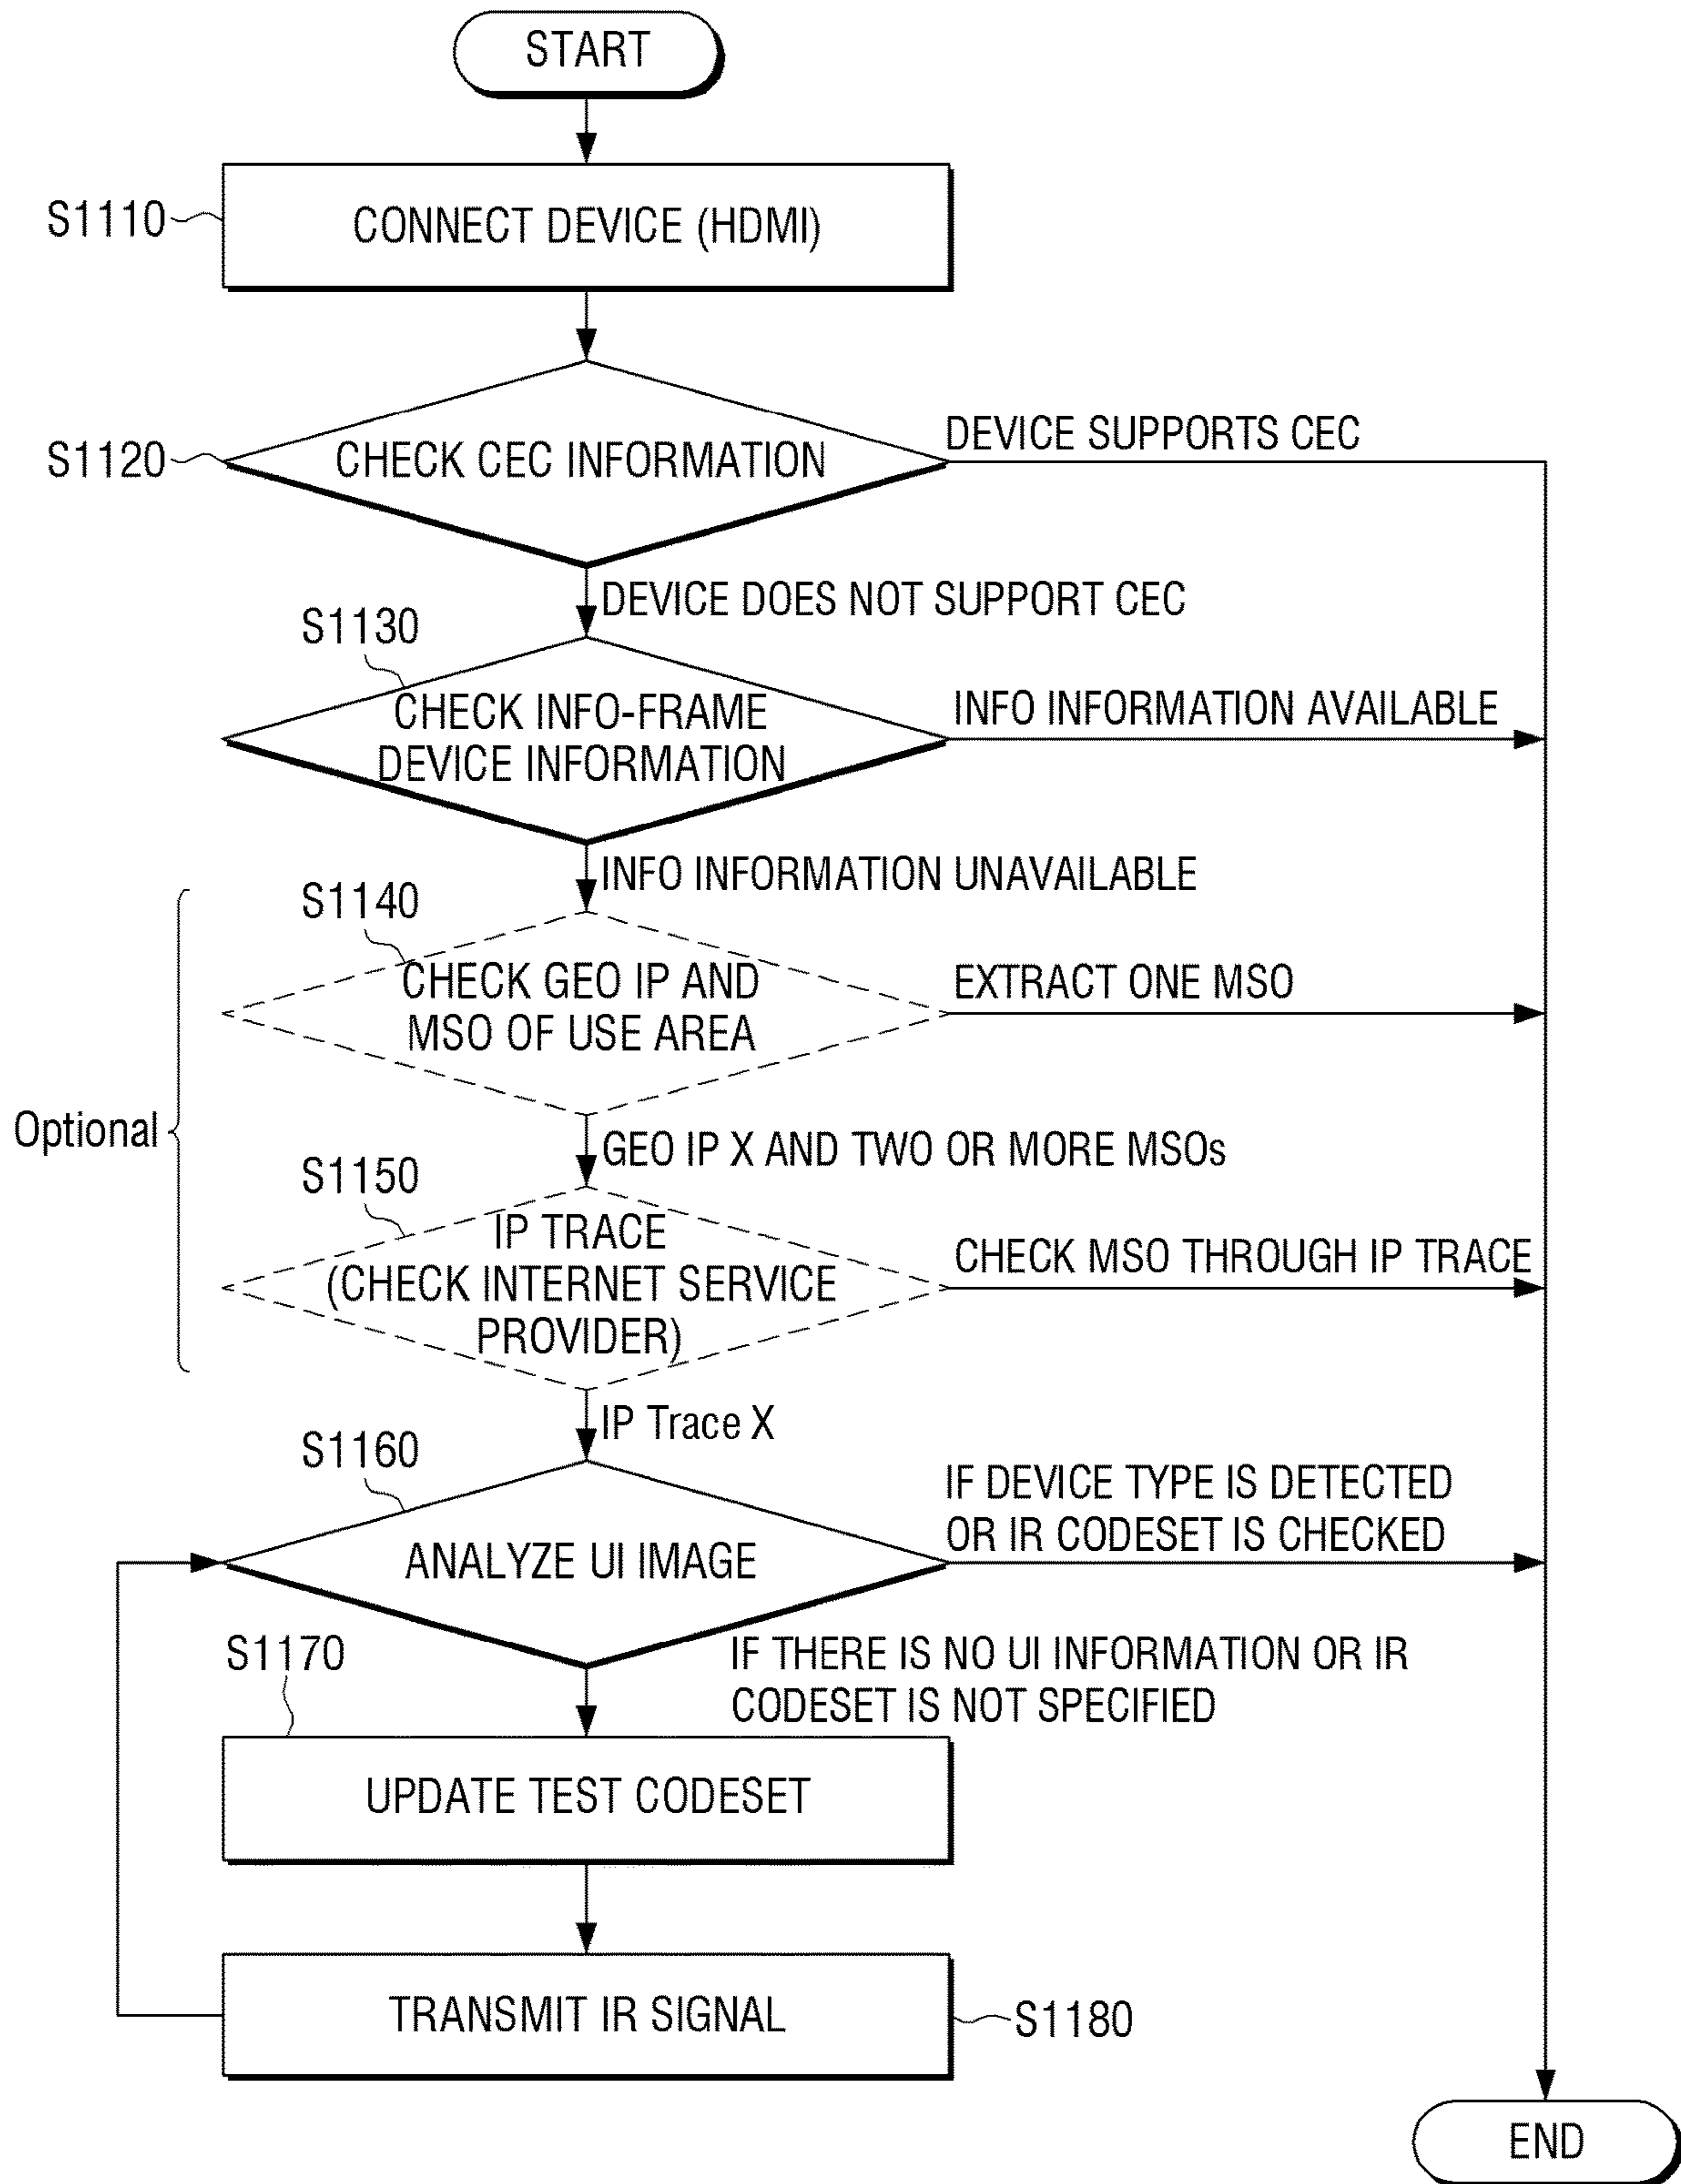 START
S1110
CONNECT DEVICE (HDMI)
S1120
CHECK CEC INFORMATION
DEVICE SUPPORTS CEC
DEVICE DOES NOT SUPPORT CEC
S1130
CHECK INFO-FRAME
DEVICE INFORMATION
INFO INFORMATION AVAILABLE
INFO INFORMATION UNAVAILABLE
Optional
S1140
CHECK GEO IP AND
MSO OF USE AREA
EXTRACT ONE MSO
GEO IP X AND TWO OR MORE MSOs
S1150
IP TRACE
(CHECK INTERNET SERVICE
PROVIDER)
CHECK MSO THROUGH IP TRACE
IP Trace X
S1160
ANALYZE UI IMAGE
IF DEVICE TYPE IS DETECTED
OR IR CODESET IS CHECKED
IF THERE IS NO UI INFORMATION OR IR
CODESET IS NOT SPECIFIED
S1170
UPDATE TEST CODESET
TRANSMIT IR SIGNAL
S1180
END